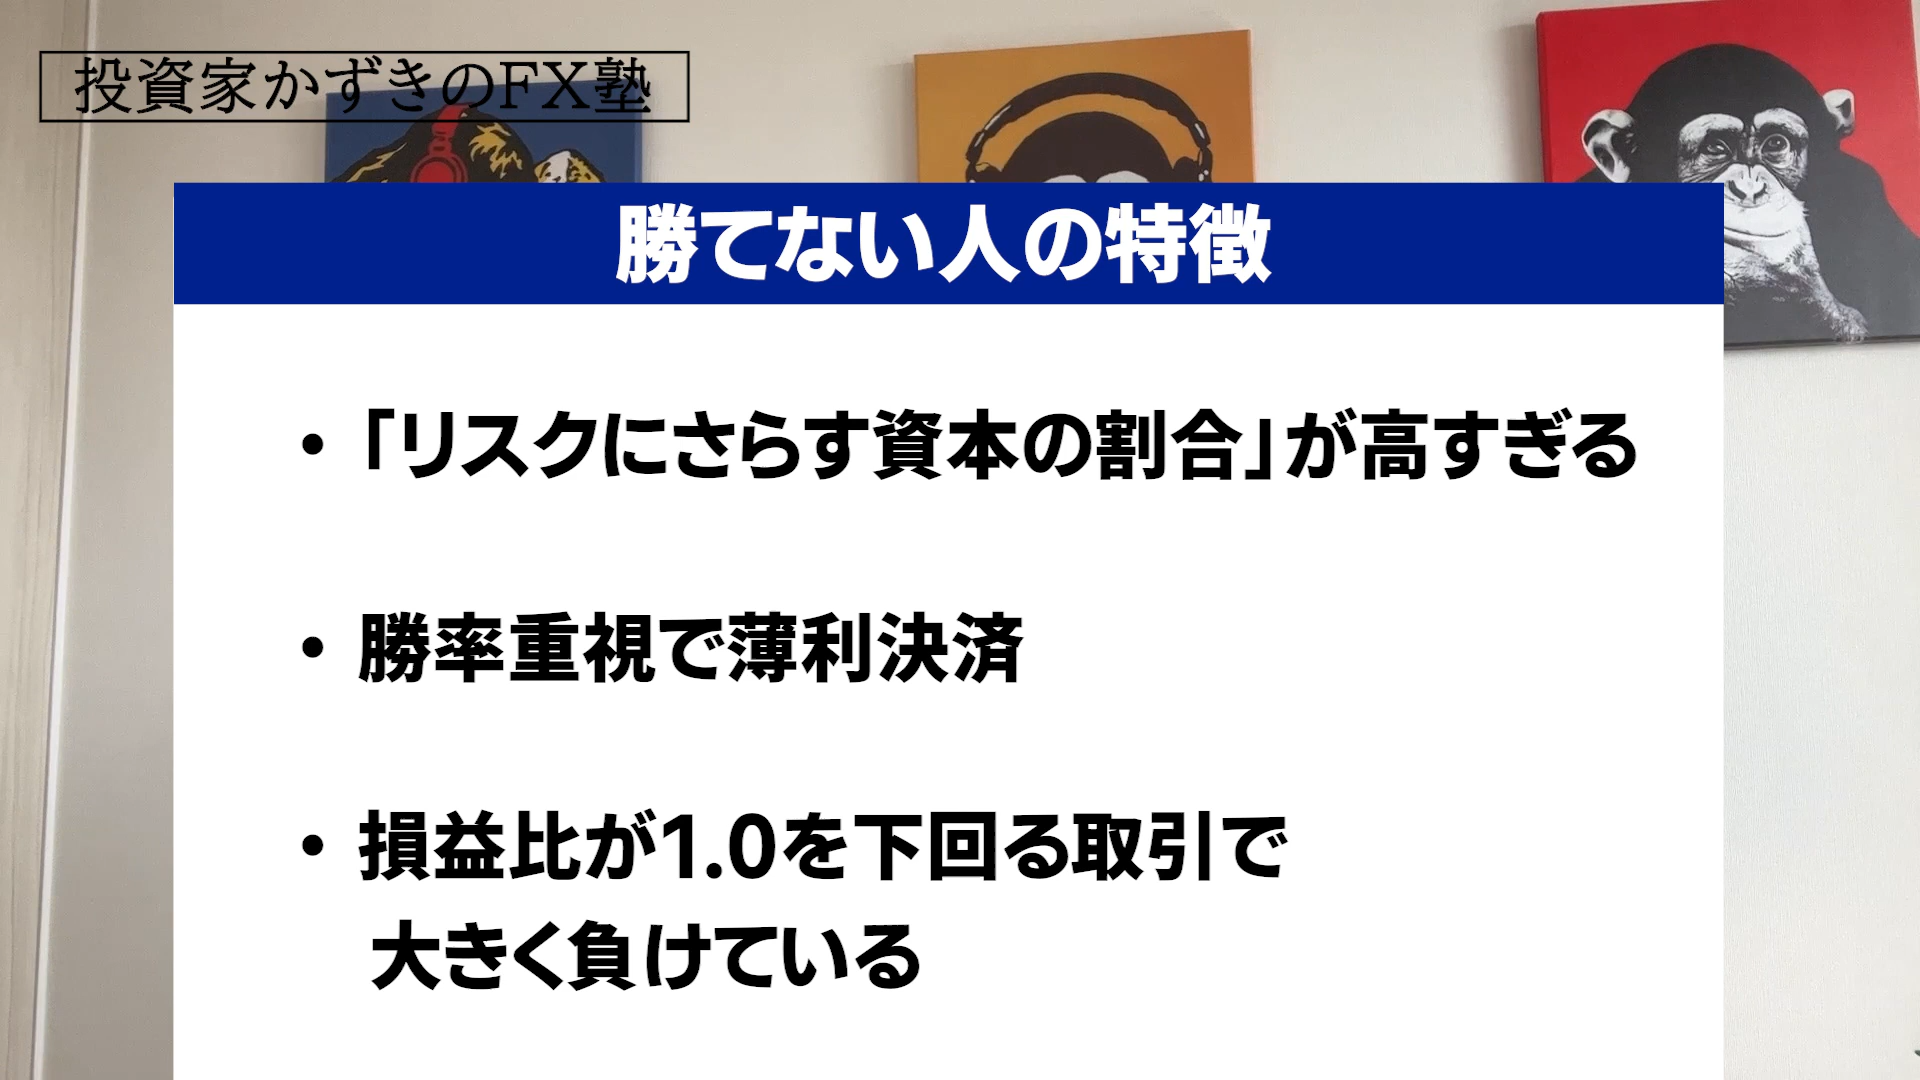 投資家かずきのFX塾
勝てない人の特徴
・「リスクにさらす資本の割合」が高すぎる
・勝率重視で薄利決済
・損益比が1.0を下回る取引で
大きく負けている